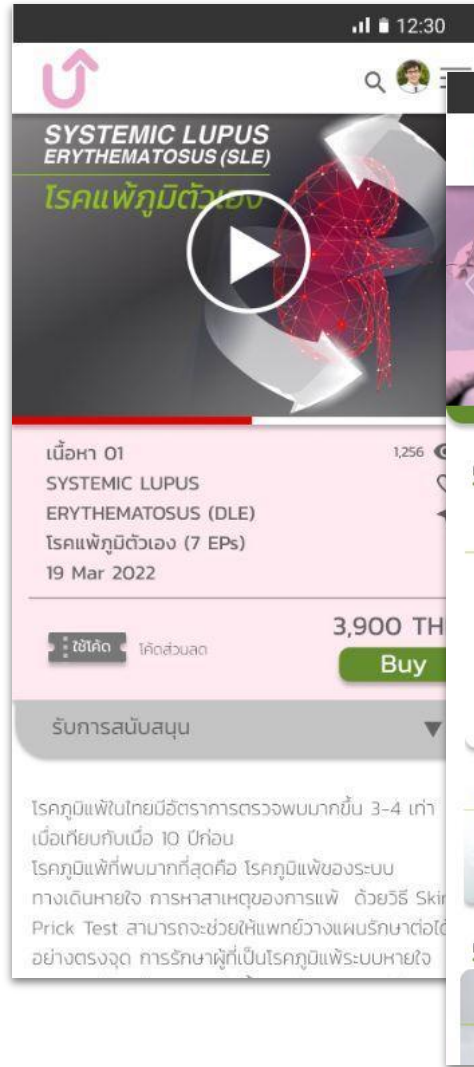 12:30
SYSTEMIC LUPUS
ERYTHEMATOSUS (SLE)
โรคแพ้ภูมิตัวเอง
เนื้อหา 01
1,256
SYSTEMIC LUPUS
ERYTHEMATOSUS (DLE)
โรคแพ้ภูมิตัวเอง (7 EPs)
19 Mar 2022
3,900 TH
ใช้โค้ด
โค้ดส่วนลด
Buy
รับการสนับสนุน
โรคภูมิแพ้ในไทยมีอัตราการตรวจพบมากขึ้น 3-4 เท่า
เมื่อเทียบกับเมื่อ 10 ปีก่อน
โรคภูมิแพ้ที่พบมากที่สุดคือ โรคภูมิแพ้ของระบบ
ทางเดินหายใจ การหาสาเหตุของการแพ้ ด้วยวิธี Skin
Prick Test สามารถจะช่วยให้แพทย์วางแผนรักษาต่อได้
อย่างตรงจุด การรักษาผู้ที่เป็นโรคภูมิแพ้ระบบหายใจ